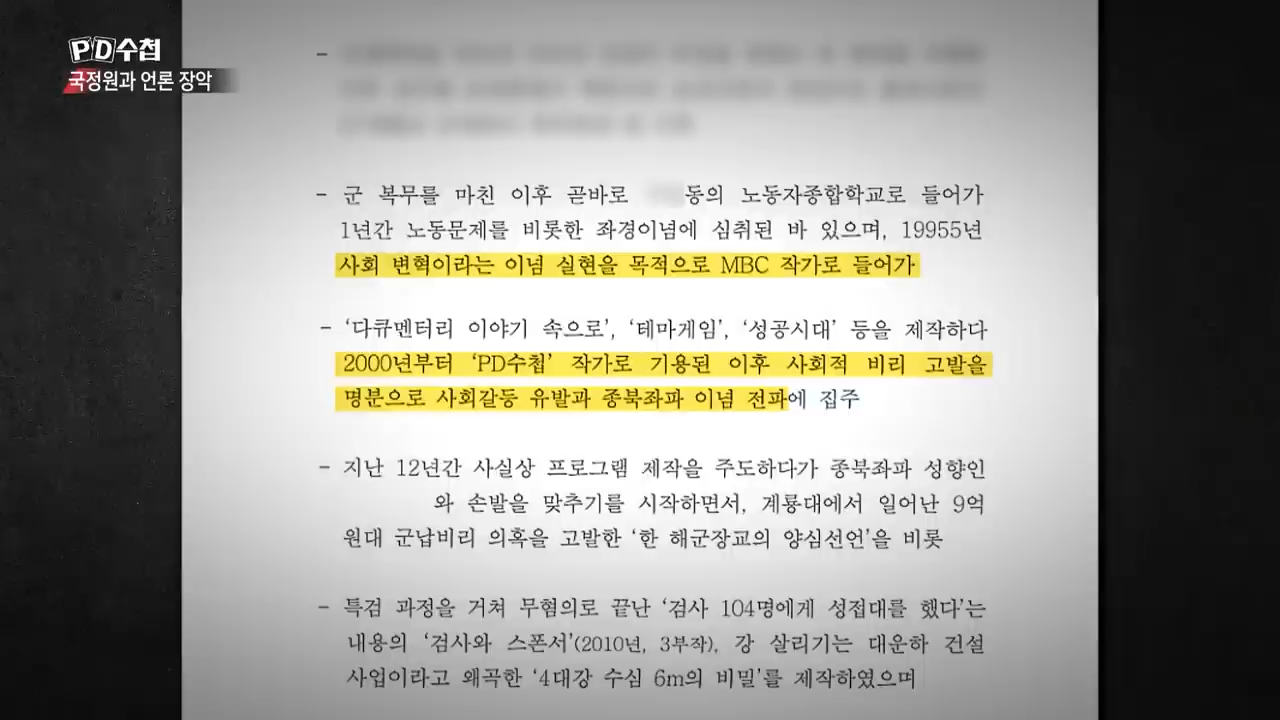 PD수첩
국정원과 언론 장악
-
- 군 복무를 마친 이후 곧바로 동의 노동자종합학교로 들어가
1년간 노동문제를 비롯한 좌경이념에 심취된 바 있으며, 19955년
사회 변혁이라는 이념 실현을 목적으로 MBC 작가로 들어가
- ‘다큐멘터리 이야기 속으로’, ‘테마게임’, ‘성공시대’ 등을 제작하다
2000년부터 ‘PD수첩’ 작가로 기용된 이후 사회적 비리 고발을
명분으로 사회갈등 유발과 종북좌파 이념 전파에 집주
- 지난 12년간 사실상 프로그램 제작을 주도하다가 종북좌파 성향인
와 손발을 맞추기를 시작하면서, 계룡대에서 일어난 9억
원대 군납비리 의혹을 고발한 ‘한 해군장교의 양심선언’을 비롯
- 특검 과정을 거쳐 무혐의로 끝난 ‘검사 104명에게 성접대를 했다’는
내용의 ‘검사와 스폰서’(2010년, 3부작), 강 살리기는 대운하 건설
사업이라고 왜곡한 ‘4대강 수심 6m의 비밀’를 제작하였으며